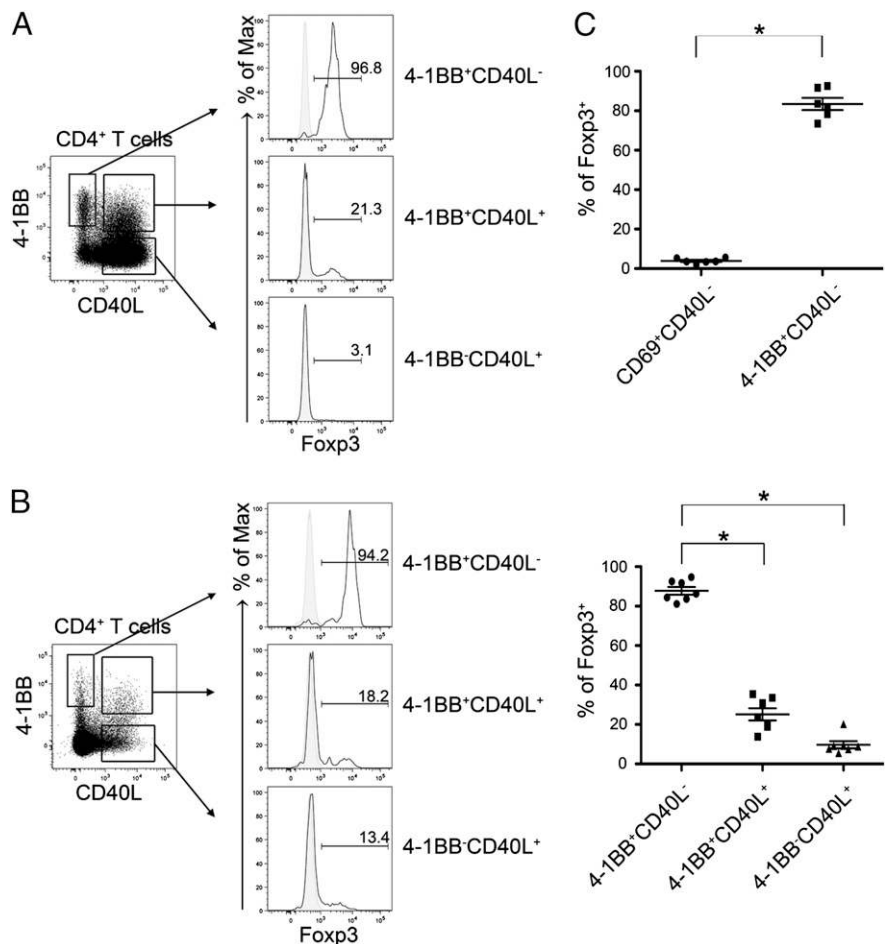 A
% of Max
96.8
4-1BB⁺CD40L⁻
CD4⁺ T cells
4-1BB
CD40L
21.3
4-1BB⁺CD40L⁺
3.1
4-1BB⁻CD40L⁺
Foxp3
B
% of Max
94.2
4-1BB⁺CD40L⁻
CD4⁺ T cells
4-1BB
CD40L
18.2
4-1BB⁺CD40L⁺
13.4
4-1BB⁻CD40L⁺
Foxp3
C
*
% of Foxp3⁺
100
80
60
40
20
0
CD69⁺CD40L⁻
4-1BB⁺CD40L⁻
*
*
% of Foxp3⁺
100
80
60
40
20
0
4-1BB⁺CD40L⁻
4-1BB⁺CD40L⁺
4-1BB⁻CD40L⁺